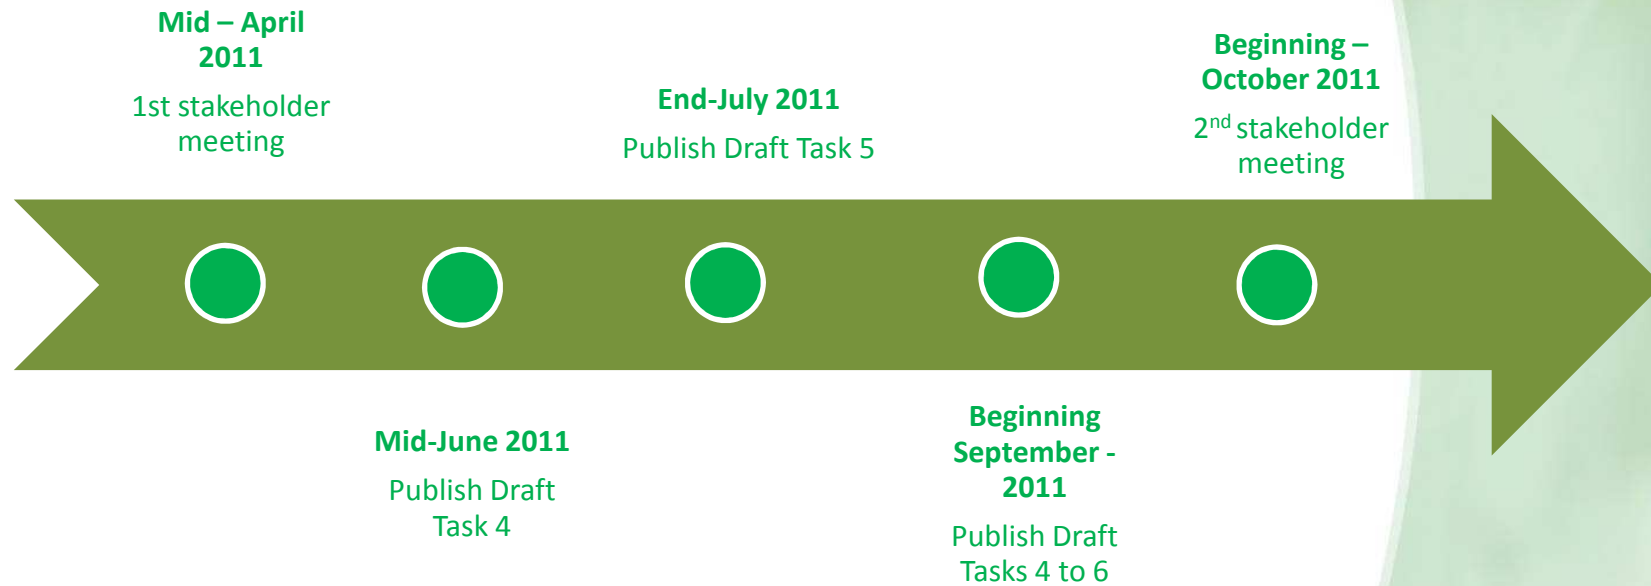 Mid – April
2011
1st stakeholder
meeting
Mid-June 2011
Publish Draft
Task 4
End-July 2011
Publish Draft Task 5
Beginning
September -
2011
Publish Draft
Tasks 4 to 6
Beginning –
October 2011
2nd stakeholder
meeting